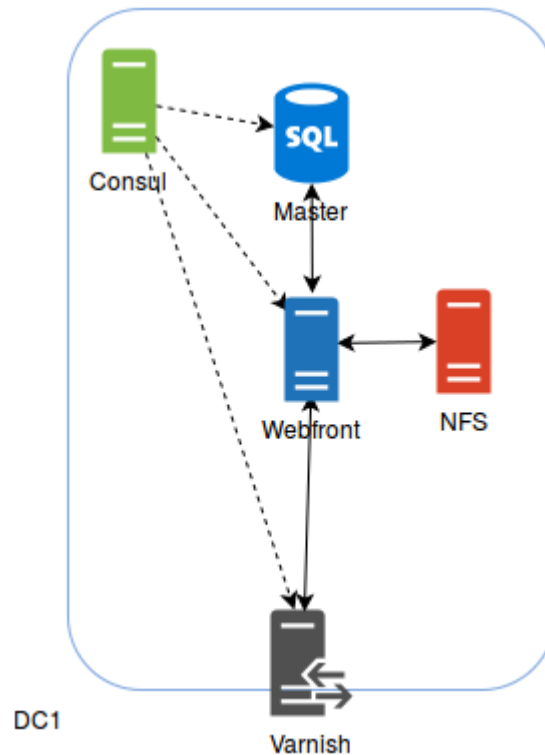 SQL
Consul
Master
Webfront
NFS
DC1
Varnish